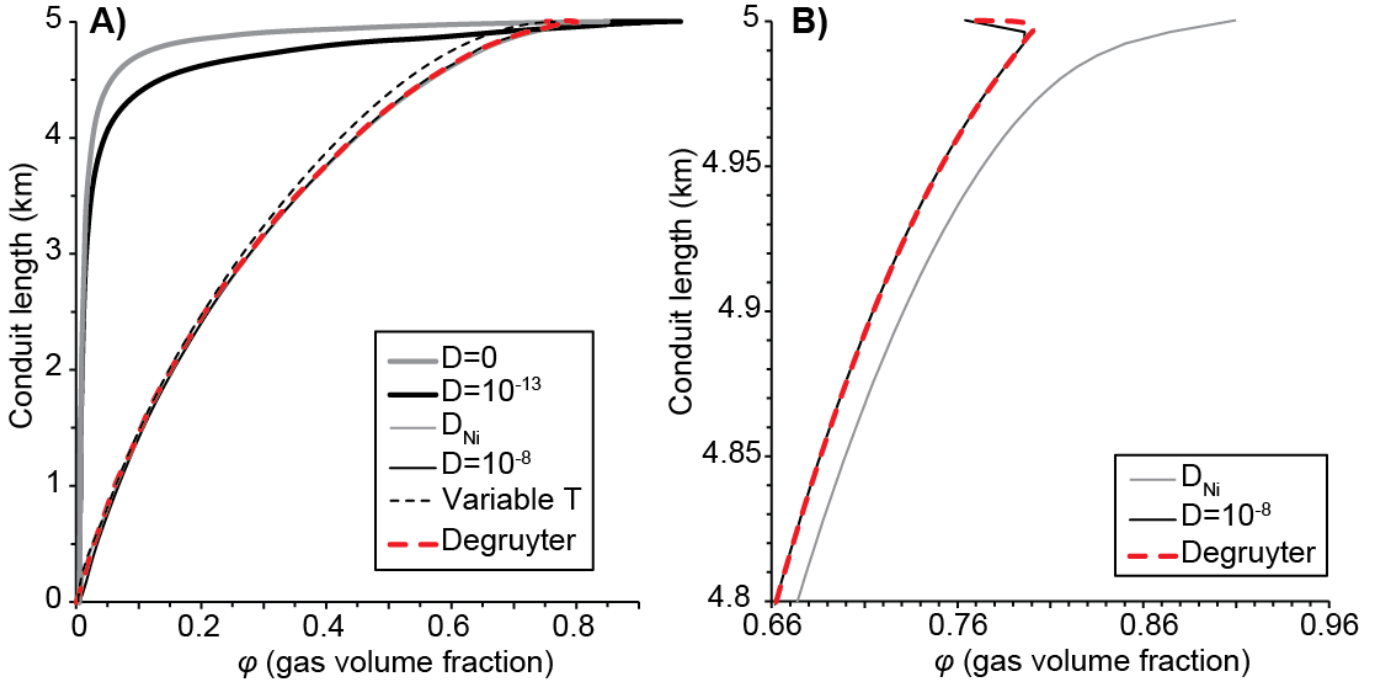 A)
5
4
3
2
1
0
Conduit length (km)
D=0
D=10⁻¹³
D_Ni
D=10⁻⁸
Variable T
Degruyter
0 0.2 0.4 0.6 0.8
φ (gas volume fraction)
B)
5
4.95
4.9
4.85
4.8
Conduit length (km)
D_Ni
D=10⁻⁸
Degruyter
0.66 0.76 0.86 0.96
φ (gas volume fraction)